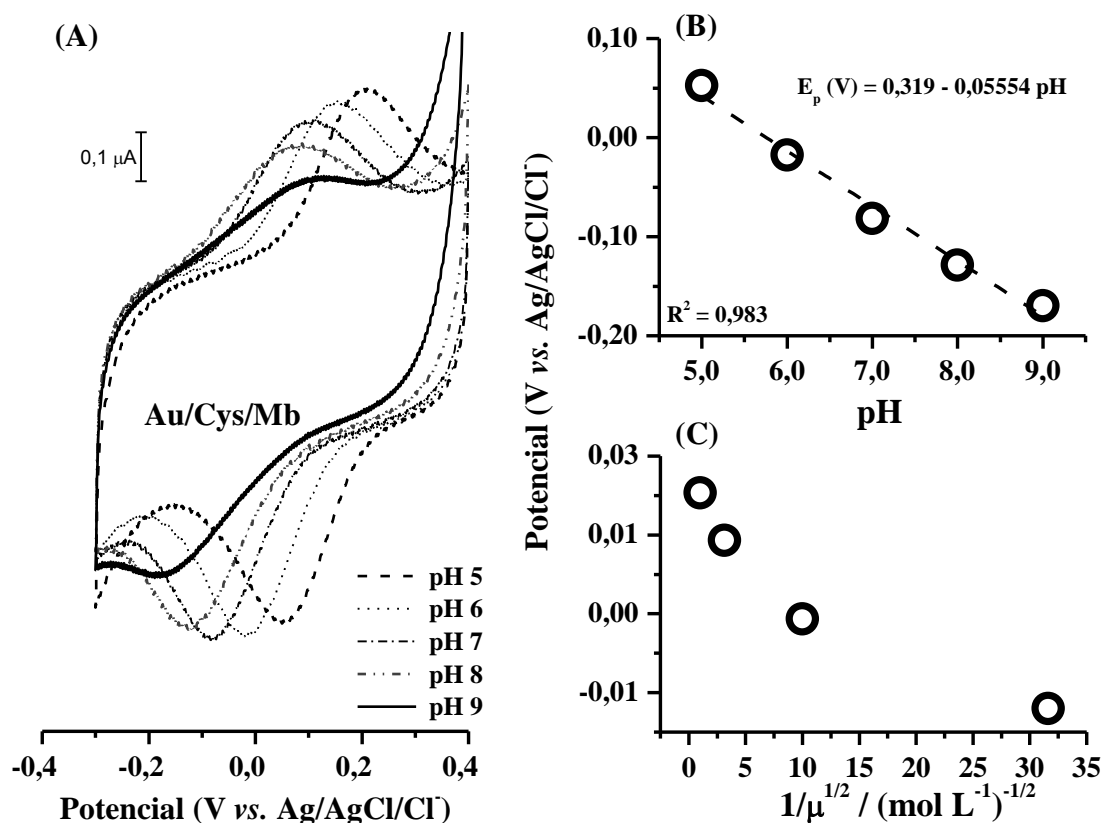 (A)
0,1 µA
Au/Cys/Mb
pH 5
pH 6
pH 7
pH 8
pH 9
-0,4 -0,2 0,0 0,2 0,4
Potencial (V vs. Ag/AgCl/Cl⁻)
Potencial (V vs. Ag/AgCl/Cl⁻)
(B)
0,10
0,00
-0,10
-0,20
Eₚ (V) = 0,319 - 0,05554 pH
R² = 0,983
5,0 6,0 7,0 8,0 9,0
pH
(C)
0,03
0,01
0,00
-0,01
0 5 10 15 20 25 30 35
1/µ^1/2 / (mol L⁻¹)^-1/2